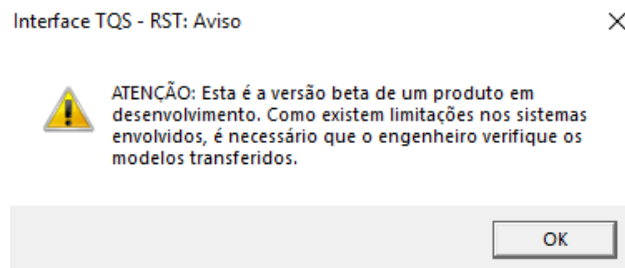 Interface TQS - RST: Aviso
ATENÇÃO: Esta é a versão beta de um produto em
desenvolvimento. Como existem limitações nos sistemas
envolvidos, é necessário que o engenheiro verifique os
modelos transferidos.
OK